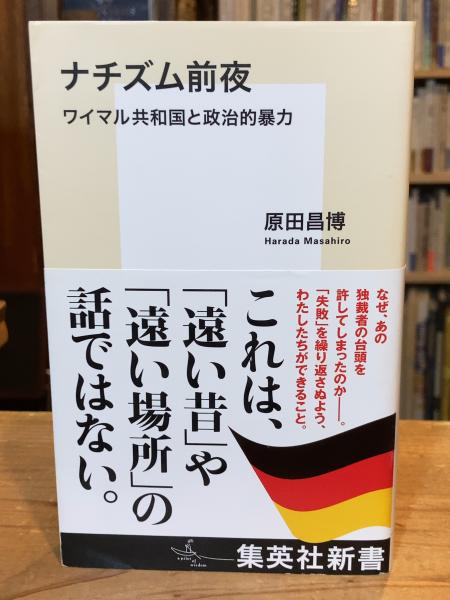 ナチズム前夜
ワイマル共和国と政治的暴力
原田昌博
Harada Masahiro
なぜ、あの
独裁者の台頭を
許してしまったのか──。
「失敗」を繰り返さぬよう、
わたしたちができること。
これは、
「遠い昔」や
「遠い場所」の
話ではない。
a pilot of wisdom
集英社新書